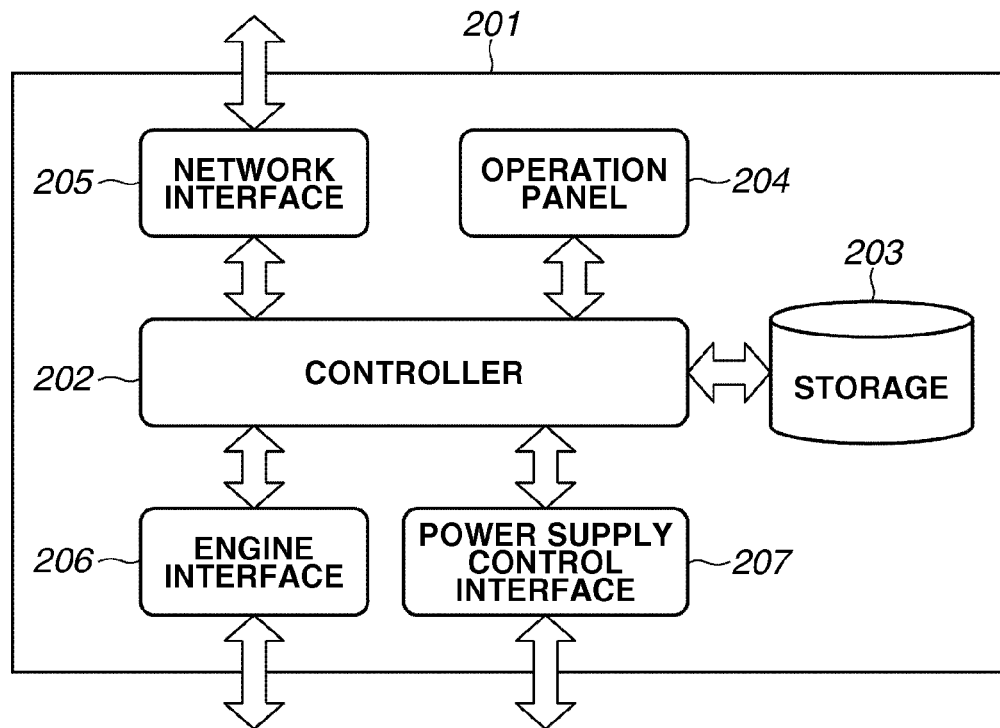 201
NETWORK
INTERFACE
205
OPERATION
PANEL
204
203
CONTROLLER
202
STORAGE
ENGINE
INTERFACE
206
POWER SUPPLY
CONTROL
INTERFACE
207